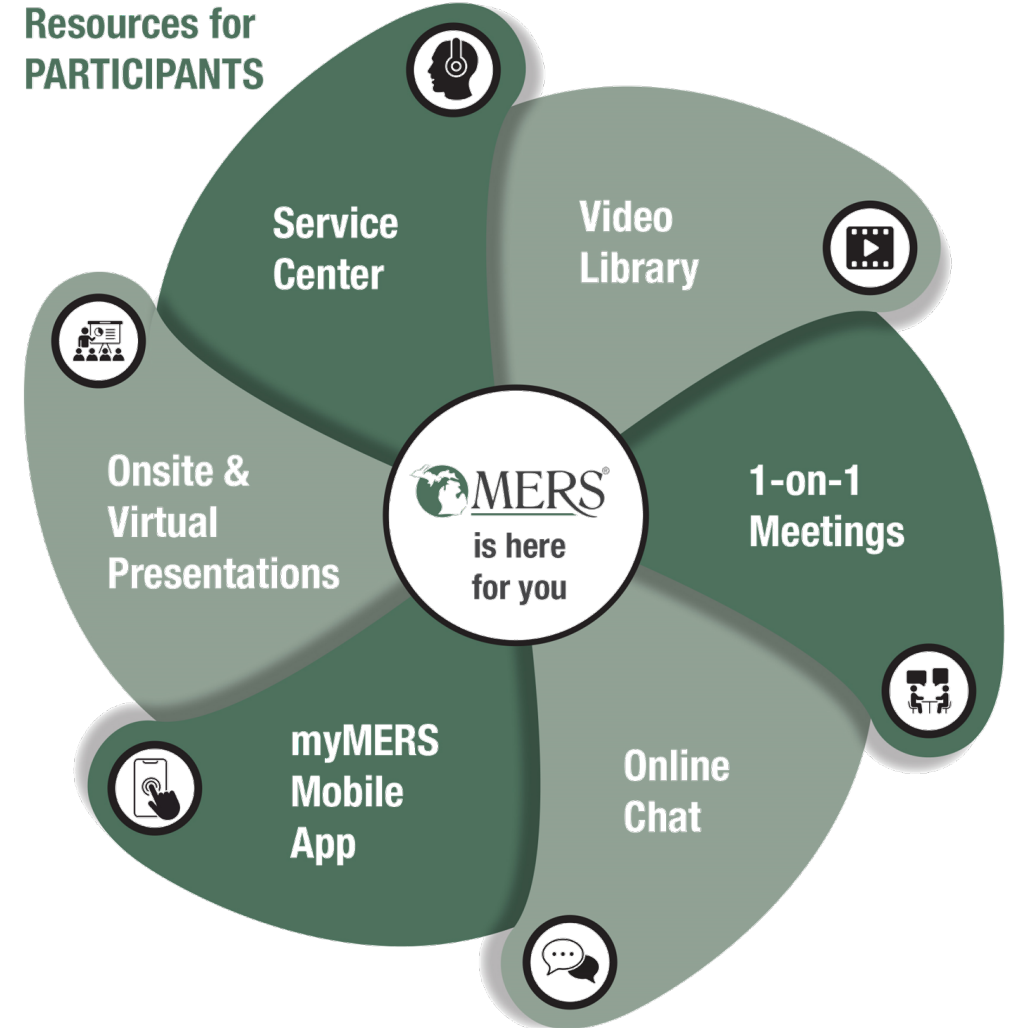 Resources for
PARTICIPANTS
Service
Center
Video
Library
1-on-1
Meetings
Online
Chat
myMERS
Mobile
App
Onsite &
Virtual
Presentations
MERS®
is here
for you